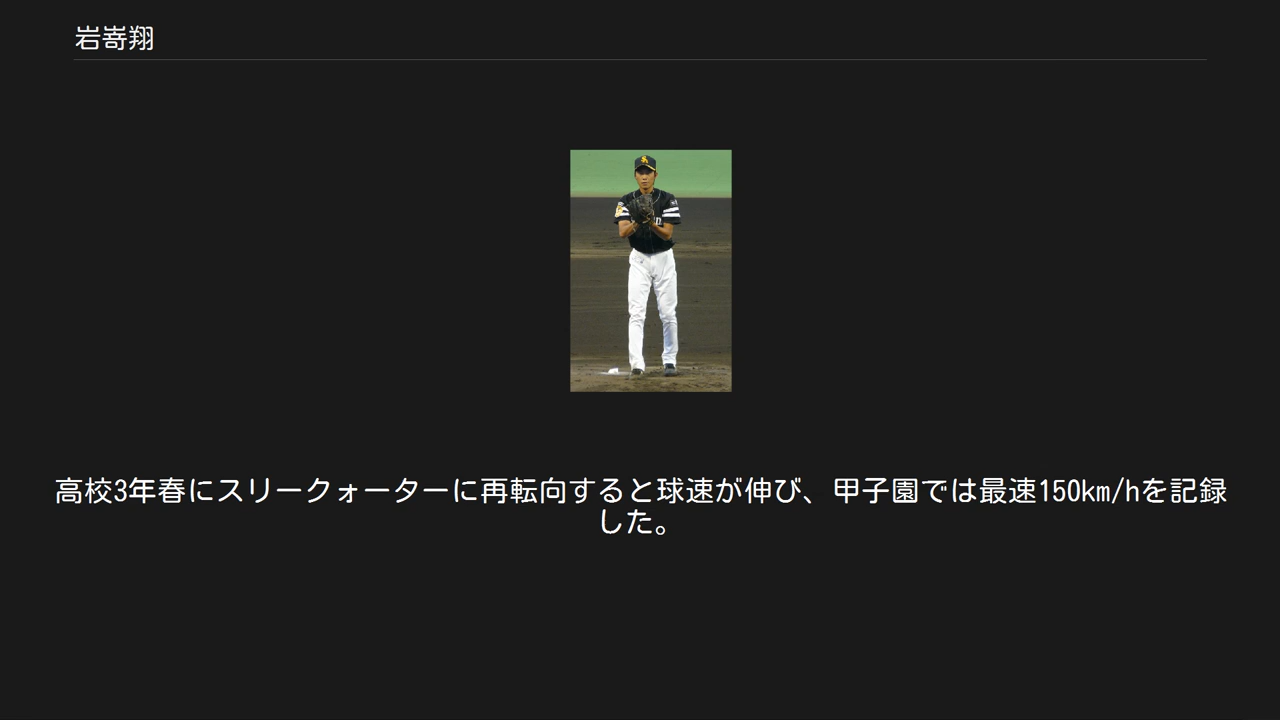 岩嵜翔
高校3年春にスリークォーターに再転向すると球速が伸び、甲子園では最速150km/hを記録
した。